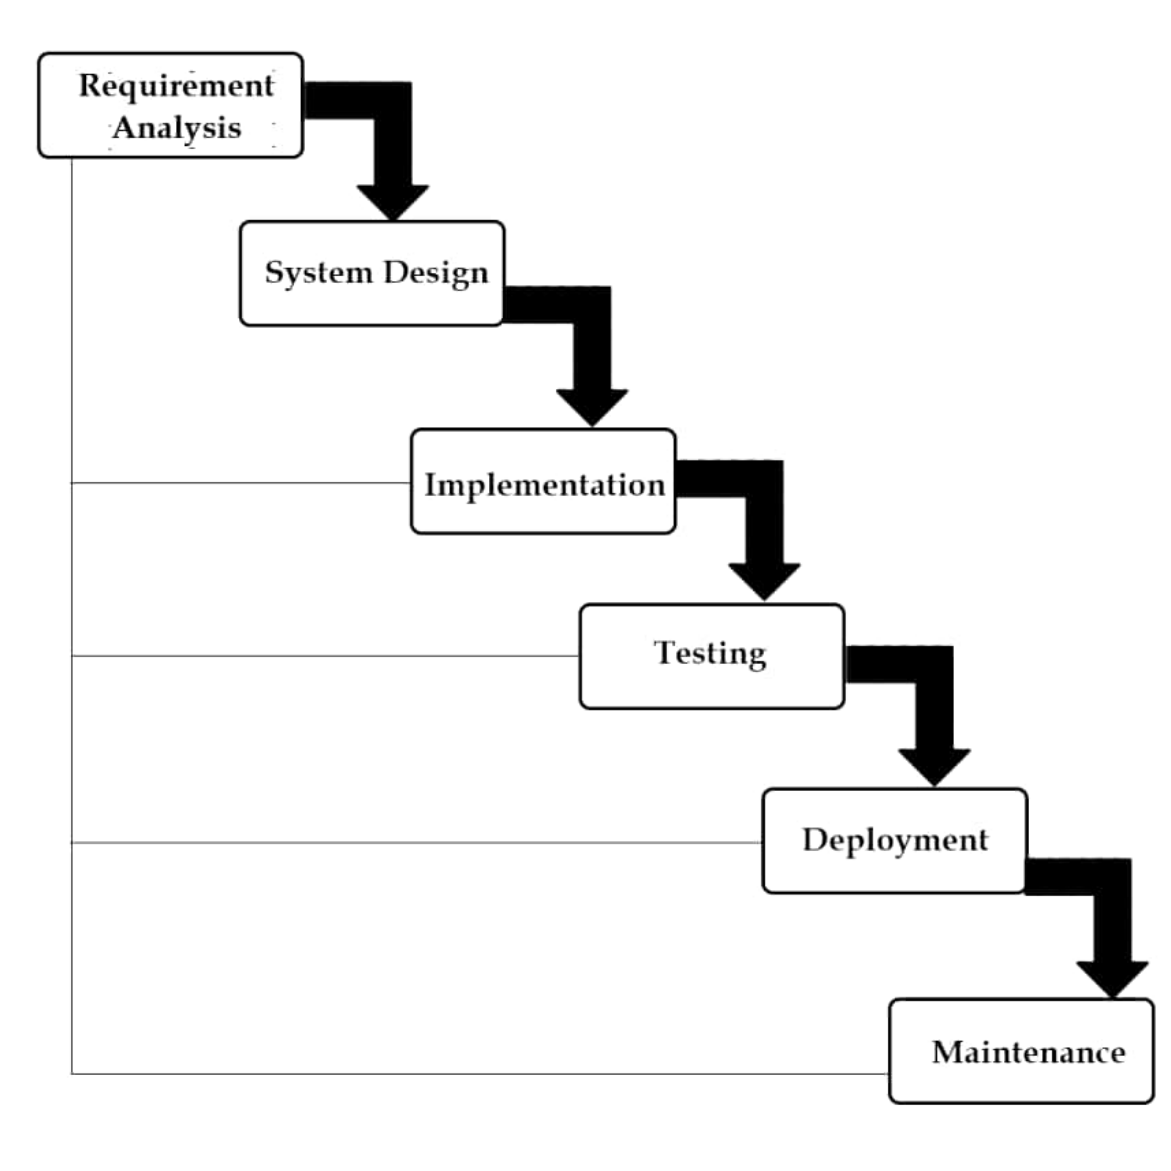 Requirement
Analysis
System Design
Implementation
Testing
Deployment
Maintenance